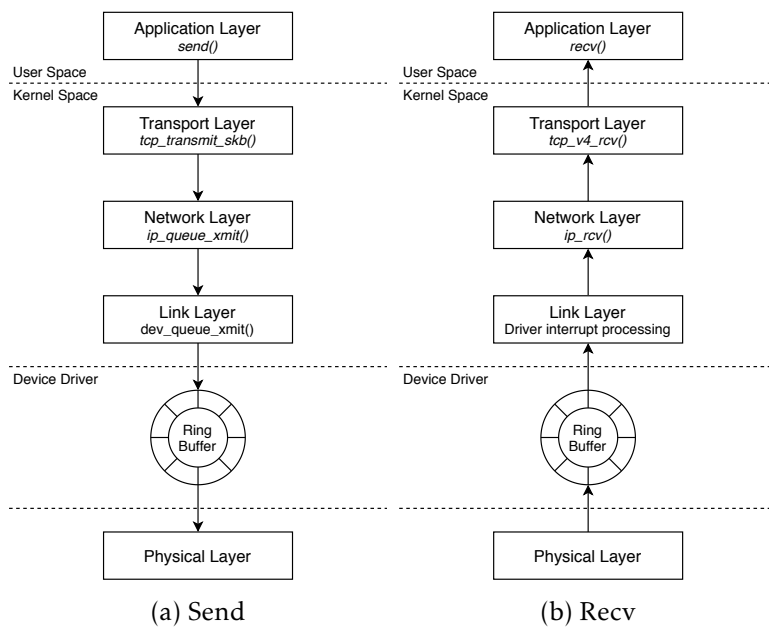 Application Layer
send()
User Space
Kernel Space
Transport Layer
tcp_transmit_skb()
Network Layer
ip_queue_xmit()
Link Layer
dev_queue_xmit()
Device Driver
Ring
Buffer
Physical Layer
(a) Send
Application Layer
recv()
User Space
Kernel Space
Transport Layer
tcp_v4_rcv()
Network Layer
ip_rcv()
Link Layer
Driver interrupt processing
Device Driver
Ring
Buffer
Physical Layer
(b) Recv